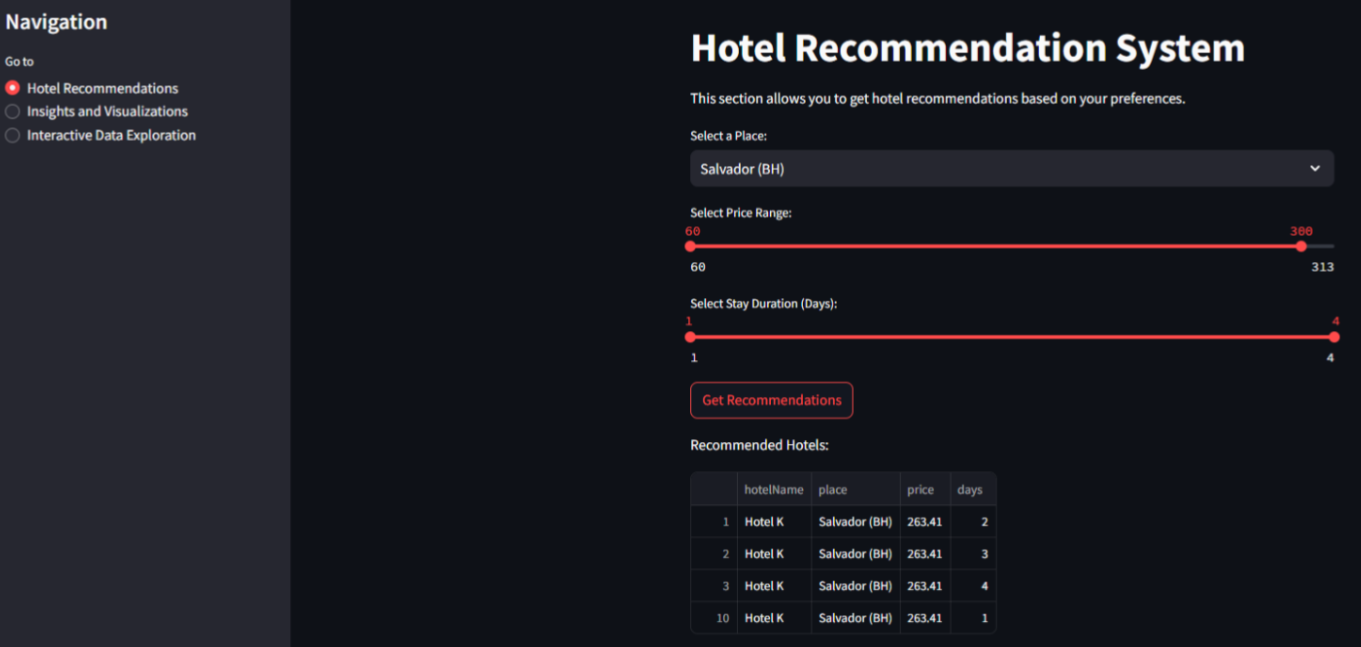 Navigation
Go to
Hotel Recommendations
Insights and Visualizations
Interactive Data Exploration
Hotel Recommendation System
This section allows you to get hotel recommendations based on your preferences.
Select a Place:
Salvador (BH)
Select Price Range:
60 300
60 313
Select Stay Duration (Days):
1 4
1 4
Get Recommendations
Recommended Hotels:
hotelName place price days
1 Hotel K Salvador (BH) 263.41 2
2 Hotel K Salvador (BH) 263.41 3
3 Hotel K Salvador (BH) 263.41 4
10 Hotel K Salvador (BH) 263.41 1